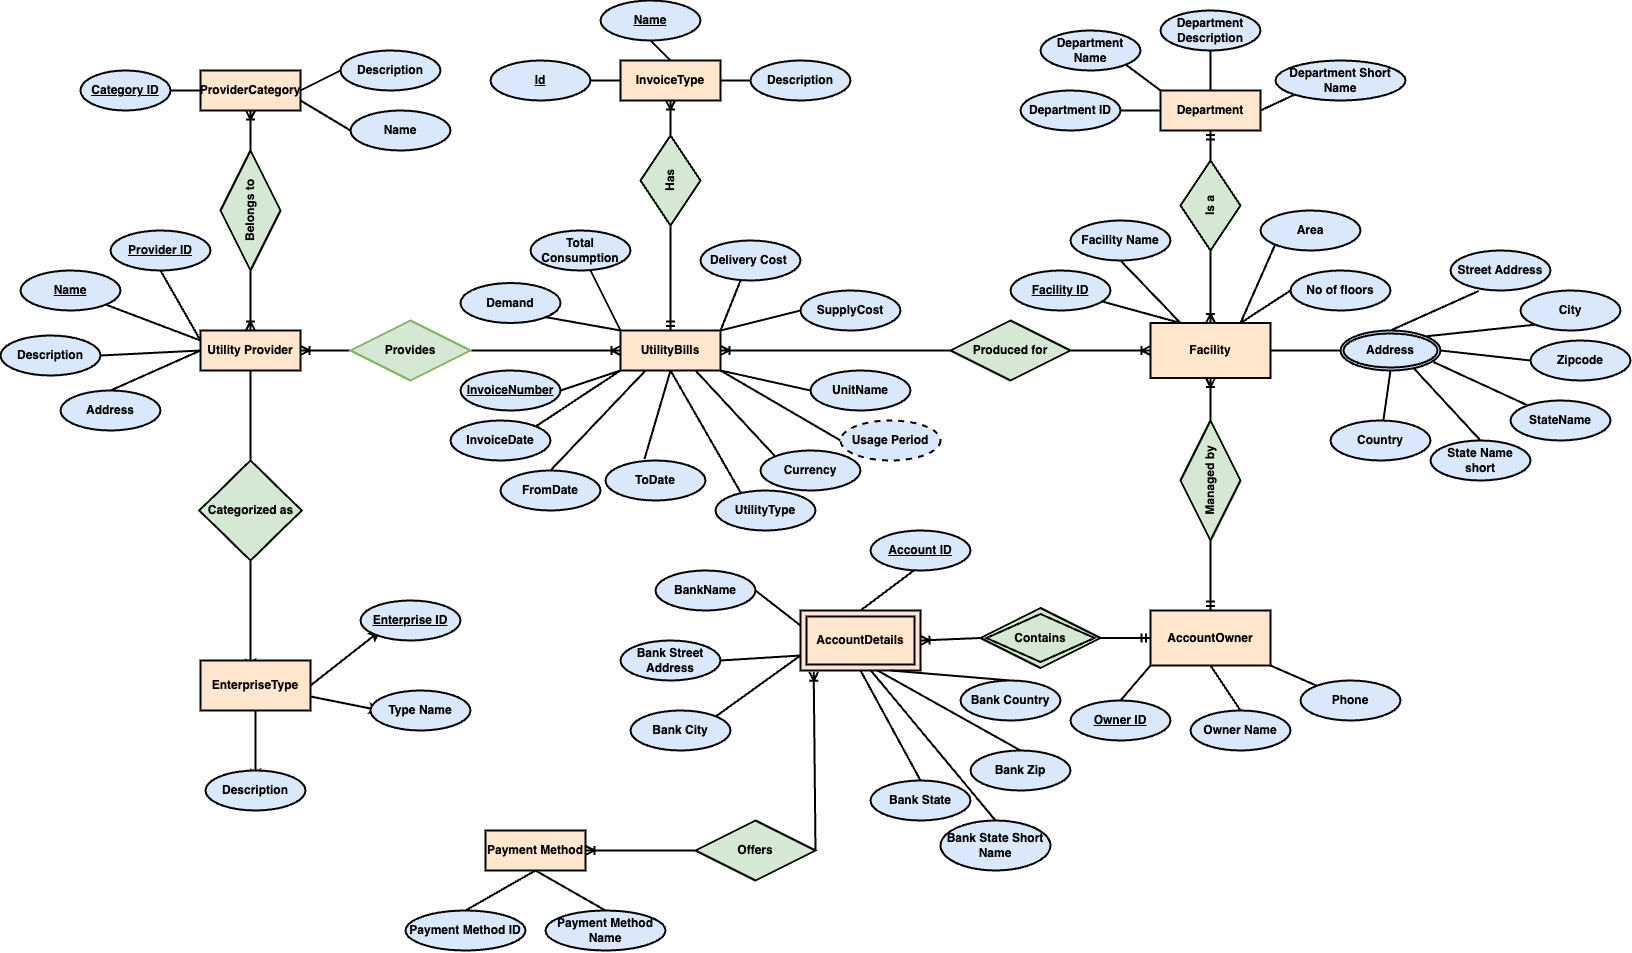 Name
InvoiceType
Id
Description
Has
Department
Description
Department
Name
Department Short
Name
Department ID
Department
Is a
Description
Category ID
ProviderCategory
Name
Belongs to
Provider ID
Name
Utility Provider
Description
Address
Provides
Total
Consumption
Delivery Cost
Demand
SupplyCost
UtilityBills
InvoiceNumber
UnitName
InvoiceDate
Usage Period
FromDate
ToDate
Currency
UtilityType
Produced for
Facility Name
Area
Facility ID
No of floors
Facility
Street Address
City
Address
Zipcode
StateName
Country
State Name
short
Managed by
Categorized as
Enterprise ID
EnterpriseType
Type Name
Description
Account ID
BankName
AccountDetails
Contains
AccountOwner
Bank Street
Address
Bank City
Bank Country
Bank Zip
Bank State
Bank State Short
Name
Owner ID
Owner Name
Phone
Payment Method
Offers
Payment Method ID
Payment Method
Name